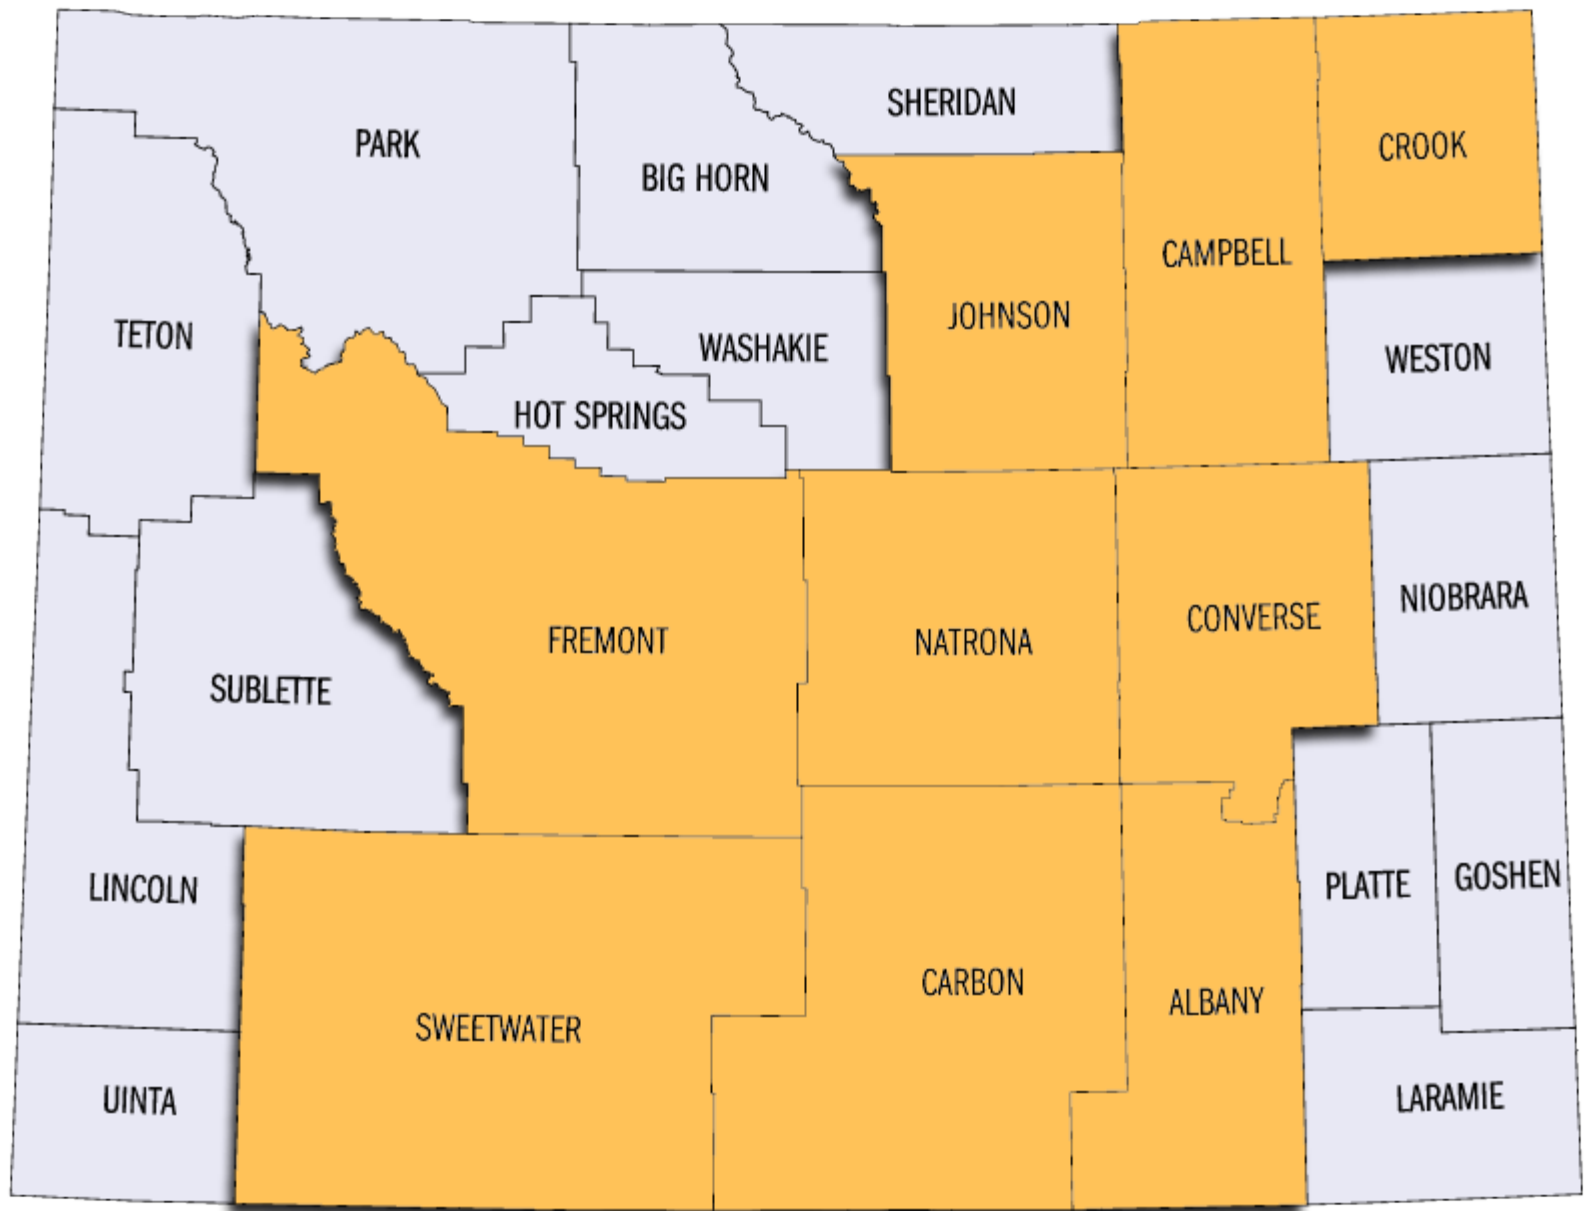 SHERIDAN
PARK
CROOK
BIG HORN
CAMPBELL
JOHNSON
TETON
WASHAKIE
WESTON
HOT SPRINGS
NIOBRARA
CONVERSE
FREMONT
NATRONA
SUBLETTE
LINCOLN
PLATTE
GOSHEN
CARBON
ALBANY
SWEETWATER
UINTA
LARAMIE